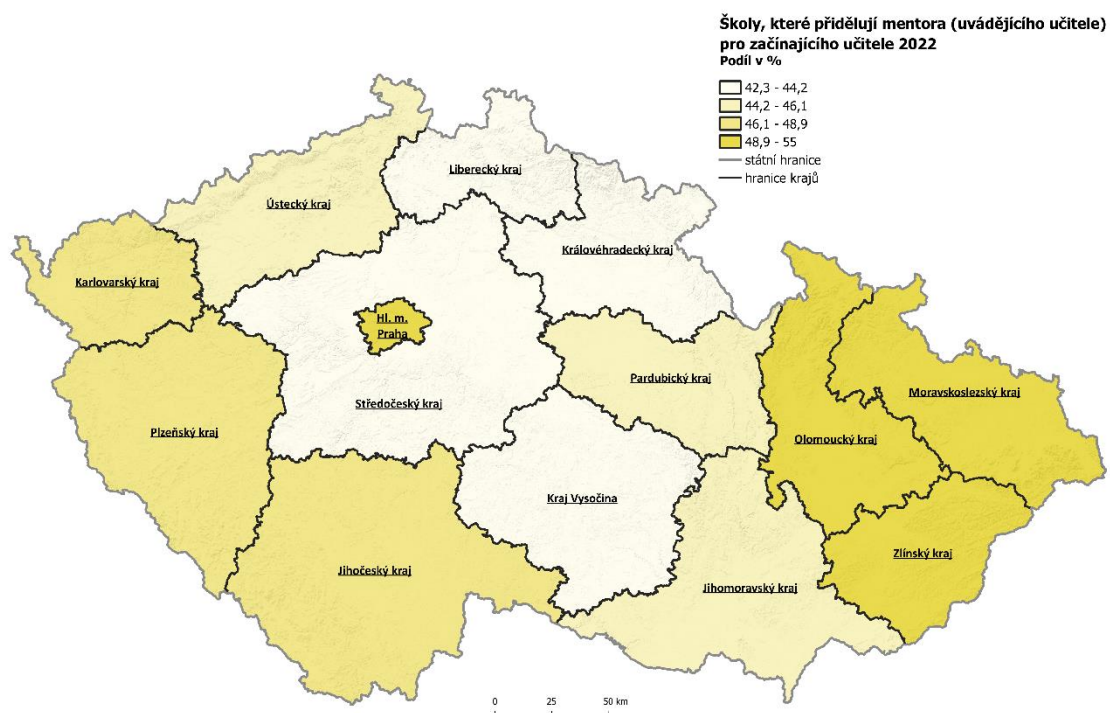 Školy, které přidělují mentora (uvádějícího učitele)
pro začínajícího učitele 2022
Podíl v %
42,3 - 44,2
44,2 - 46,1
46,1 - 48,9
48,9 - 55
státní hranice
hranice krajů
Liberecký kraj
Ústecký kraj
Královéhradecký kraj
Karlovarský kraj
Hl. m.
Praha
Pardubický kraj
Moravskoslezský kraj
Středočeský kraj
Plzeňský kraj
Olomoucký kraj
Kraj Vysočina
Zlínský kraj
Jihočeský kraj
Jihomoravský kraj
0 25 50 km